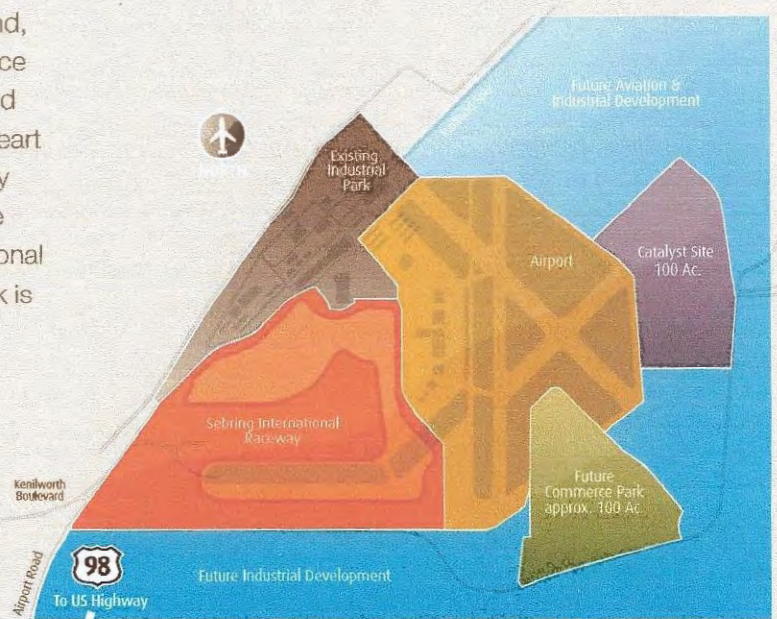 nd,
ce
d
eart
y
e
onal
k is
NORTH
Future Aviation &
Industrial Development
Existing
Industrial
Park
Airport
Catalyst Site
100 Ac.
Sebring International
Raceway
Future
Commerce Park
approx. 100 Ac.
Kenilworth
Boulevard
Airport Road
98
To US Highway
Future Industrial Development